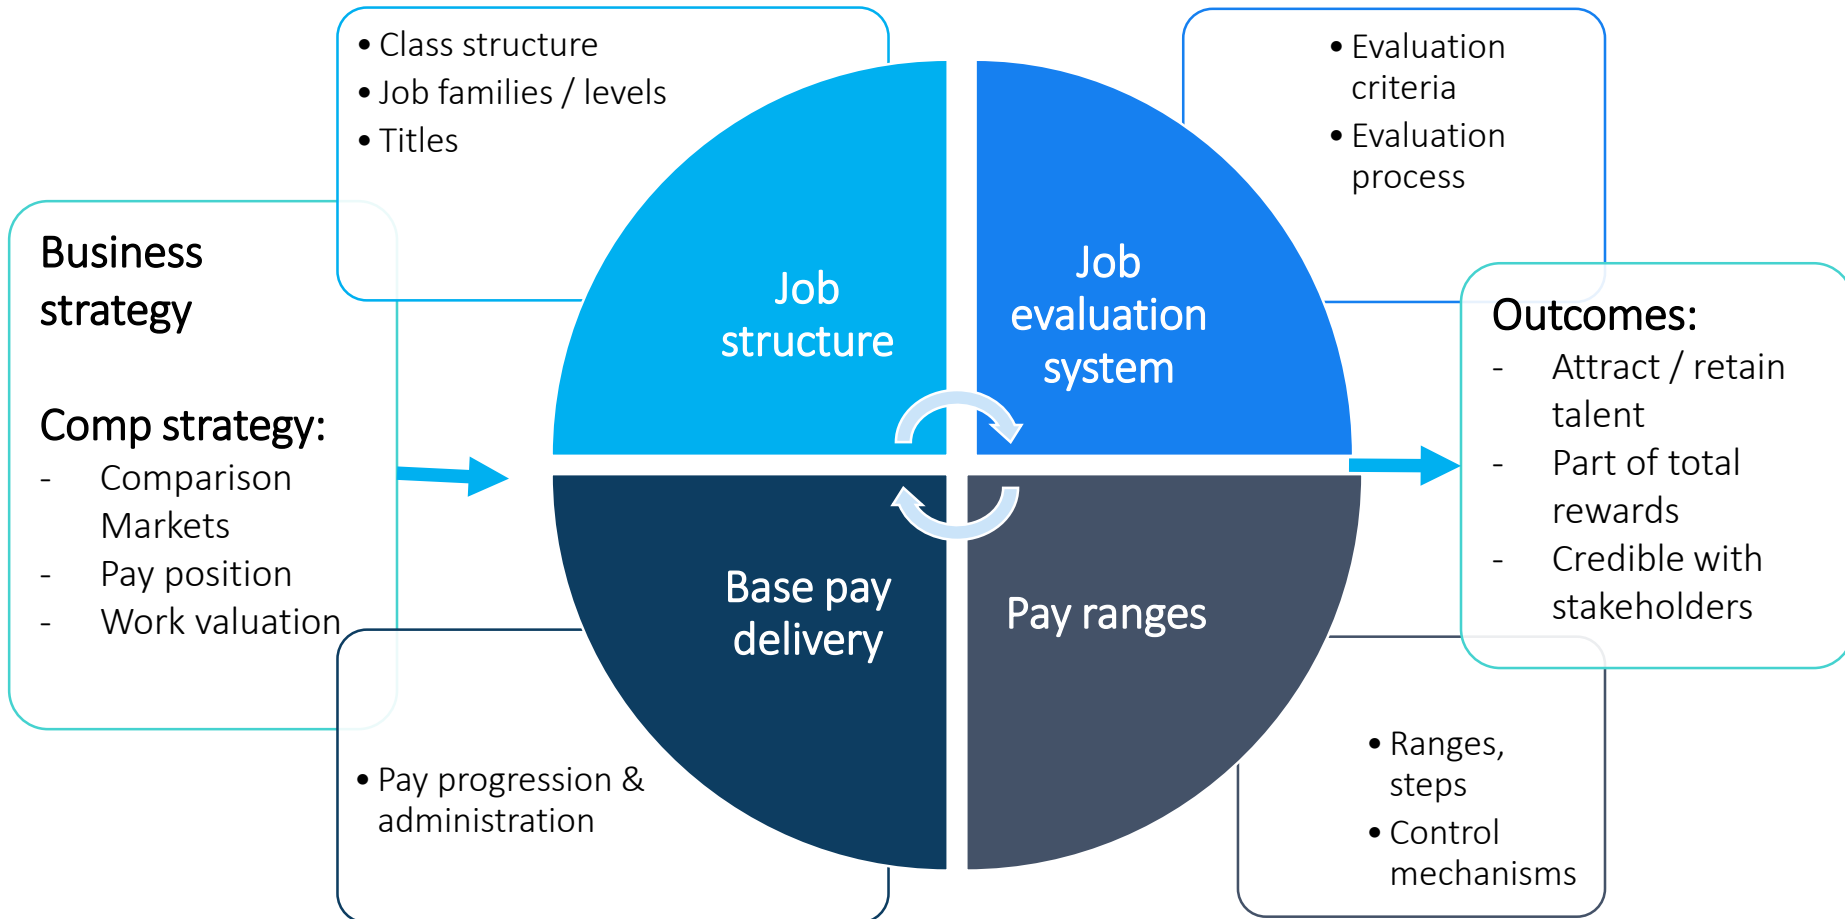 Business
strategy
Comp strategy:
- Comparison
Markets
- Pay position
- Work valuation
• Class structure
• Job families / levels
• Titles
Job
structure
Job
evaluation
system
• Evaluation
criteria
• Evaluation
process
Base pay
delivery
• Pay progression &
administration
Pay ranges
• Ranges,
steps
• Control
mechanisms
Outcomes:
- Attract / retain
talent
- Part of total
rewards
- Credible with
stakeholders